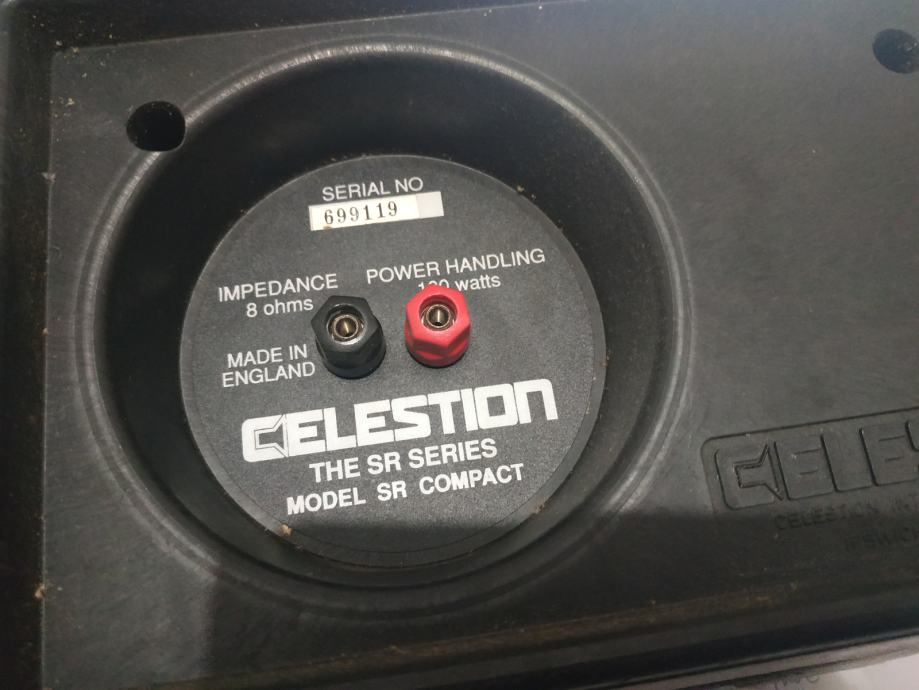 SERIAL NO
699119
IMPEDANCE
8 ohms
POWER HANDLING
watts
MADE IN
ENGLAND
CELESTION
THE SR SERIES
MODEL SR COMPACT
CELES
CELESTION